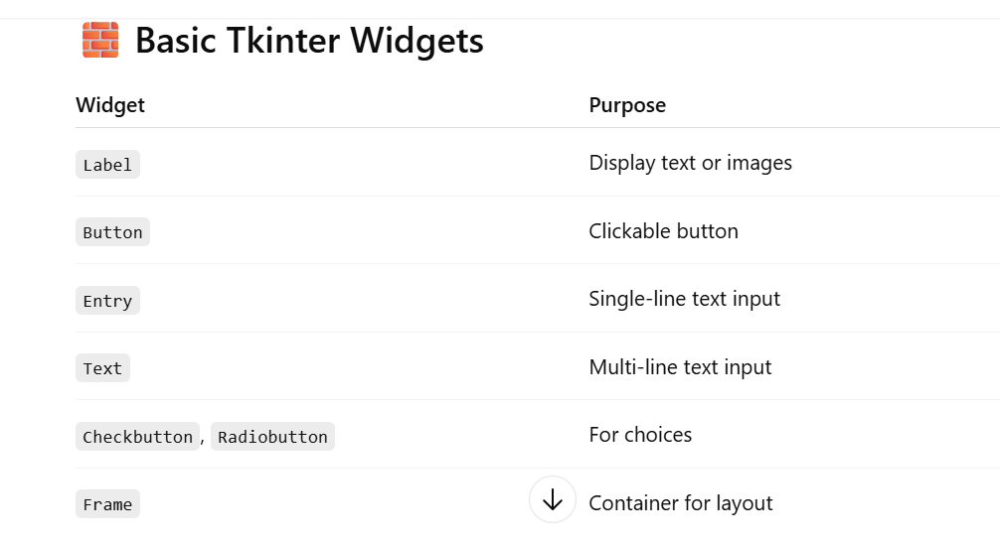 Basic Tkinter Widgets
Widget Purpose
Label Display text or images
Button Clickable button
Entry Single-line text input
Text Multi-line text input
Checkbutton, Radiobutton For choices
Frame Container for layout